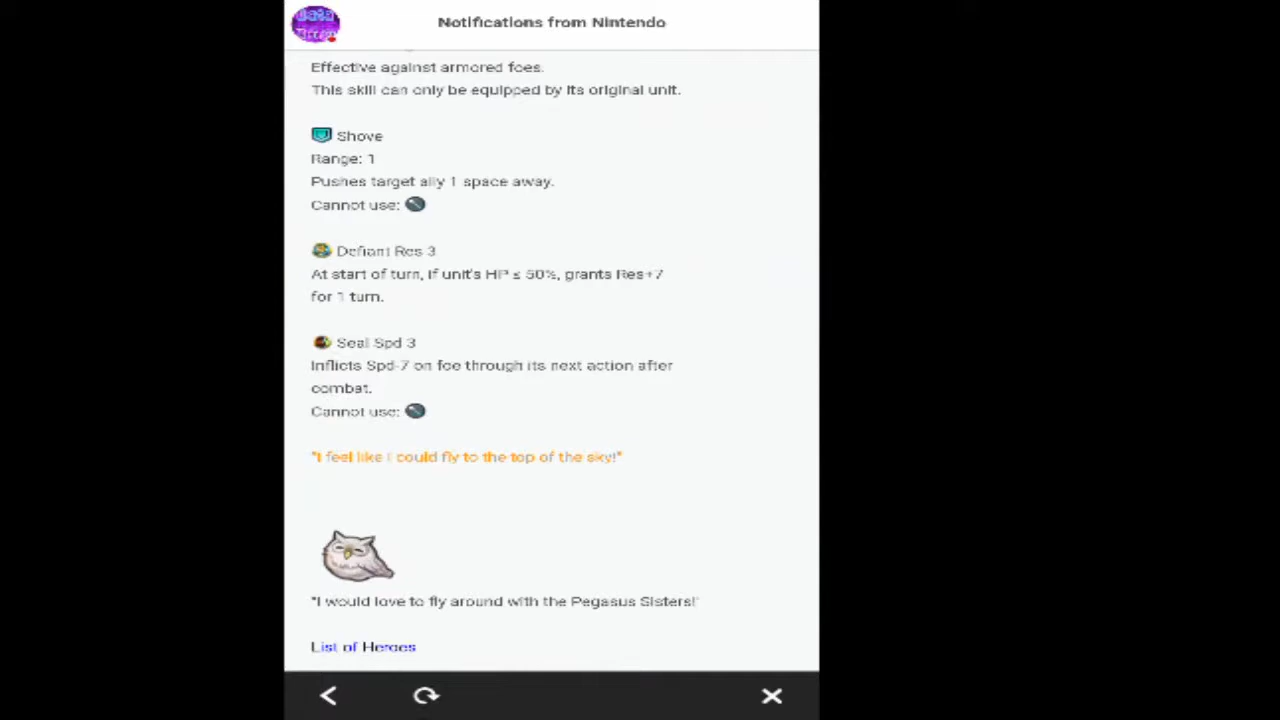 Notifications from Nintendo
Effective against armored foes.
This skill can only be equipped by its original unit.
Shove
Range: 1
Pushes target ally 1 space away.
Cannot use:
Defiant Res 3
At start of turn, if unit's HP ≤ 50%, grants Res+7
for 1 turn.
Seal Spd 3
Inflicts Spd-7 on foe through its next action after
combat.
Cannot use:
"I feel like I could fly to the top of the sky!"
"I would love to fly around with the Pegasus Sisters!"
List of Heroes